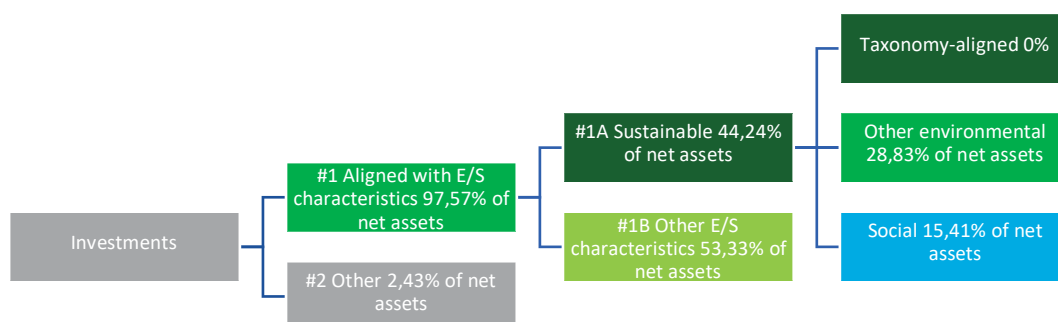 Investments
#1 Aligned with E/S
characteristics 97,57% of
net assets
#2 Other 2,43% of net
assets
#1A Sustainable 44,24%
of net assets
#1B Other E/S
characteristics 53,33% of
net assets
Taxonomy-aligned 0%
Other environmental
28,83% of net assets
Social 15,41% of net
assets